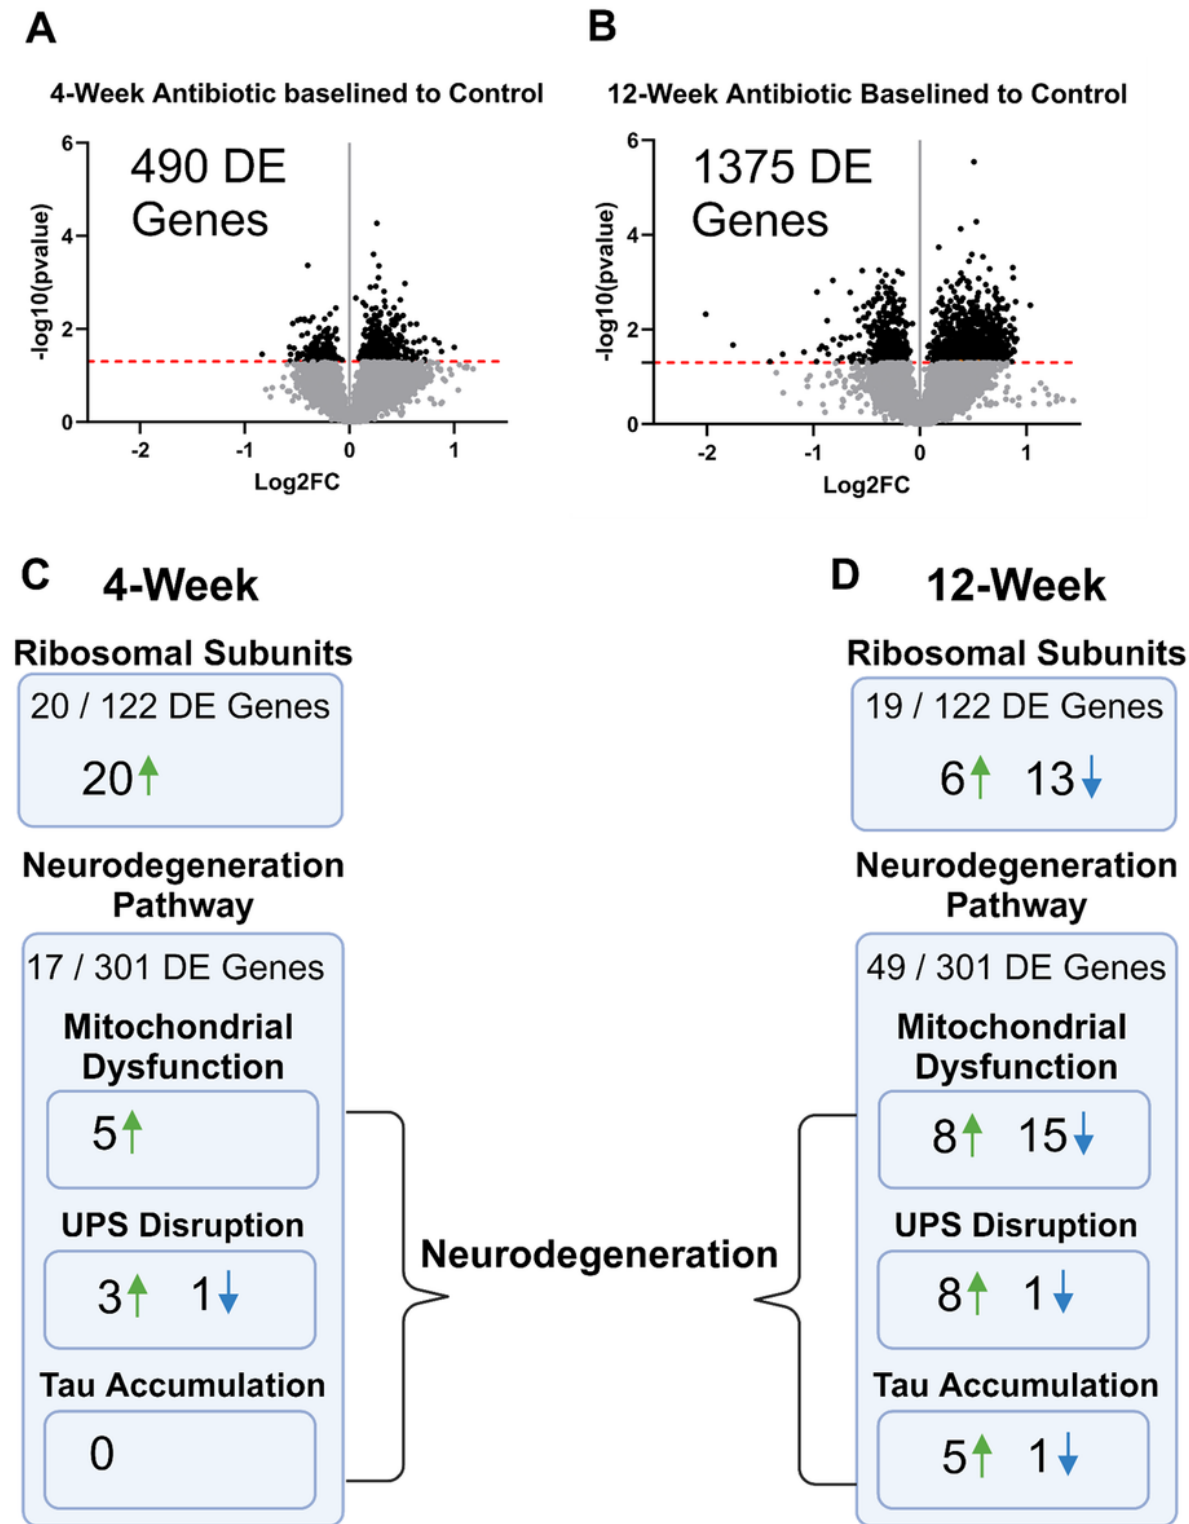 A
4-Week Antibiotic baselined to Control
490 DE
Genes
6
4
2
0
-log10(pvalue)
-2
-1
0
1
Log2FC
B
12-Week Antibiotic Baselined to Control
1375 DE
Genes
6
4
2
0
-log10(pvalue)
-2
-1
0
1
Log2FC
C
4-Week
Ribosomal Subunits
20 / 122 DE Genes
20↑
Neurodegeneration
Pathway
17 / 301 DE Genes
Mitochondrial
Dysfunction
5↑
UPS Disruption
3↑ 1↓
Tau Accumulation
0
Neurodegeneration
D
12-Week
Ribosomal Subunits
19 / 122 DE Genes
6↑ 13↓
Neurodegeneration
Pathway
49 / 301 DE Genes
Mitochondrial
Dysfunction
8↑ 15↓
UPS Disruption
8↑ 1↓
Tau Accumulation
5↑ 1↓